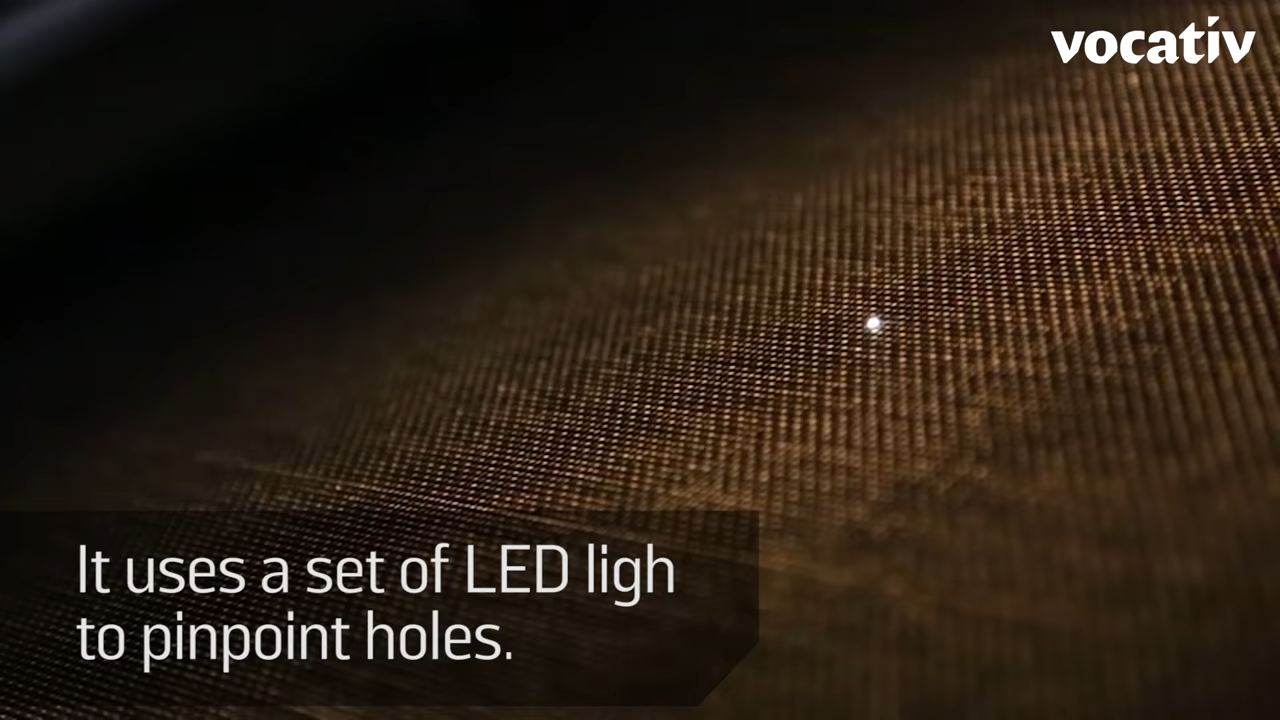 vocativ
It uses a set of LED ligh
to pinpoint holes.